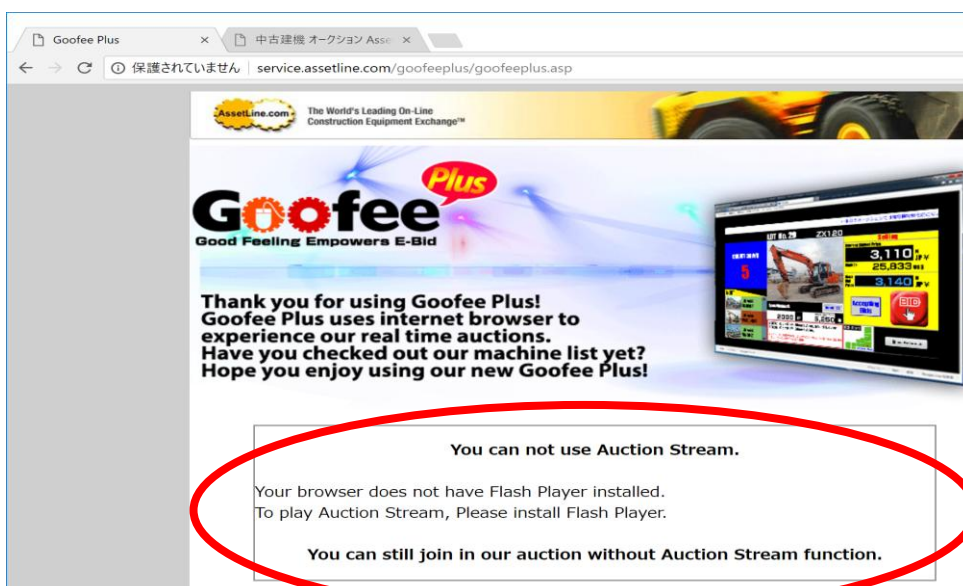 Goofee Plus
中古建機 オークション Asse
保護されていません service.assetline.com/goofeeplus/goofeeplus.asp
AssetLine.com
The World's Leading On-Line
Construction Equipment Exchange™
Plus
Goofee
Good Feeling Empowers E-Bid
LOT No. 29 ZX120
5
3,110
25,833
3,140
Accepting
Bids
BID
Thank you for using Goofee Plus!
Goofee Plus uses internet browser to
experience our real time auctions.
Have you checked out our machine list yet?
Hope you enjoy using our new Goofee Plus!
You can not use Auction Stream.
Your browser does not have Flash Player installed.
To play Auction Stream, Please install Flash Player.
You can still join in our auction without Auction Stream function.